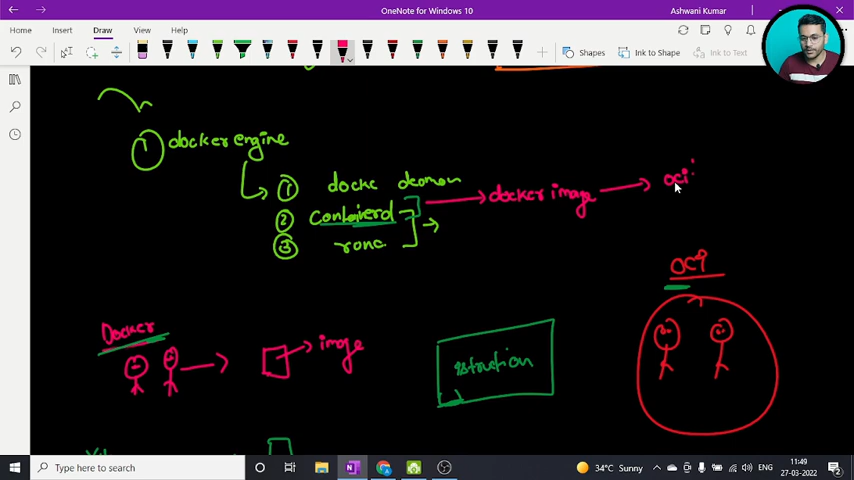 OneNote for Windows 10
Ashwani Kumar
Home Insert Draw View Help
Shapes Ink to Shape Ink to Text
1 docker engine
1 docke deamon
2 containerd
3 runc
docker image
oci
OCI
Docker
image
Type here to search
34°C Sunny ENG 11:49 27-03-2022 2